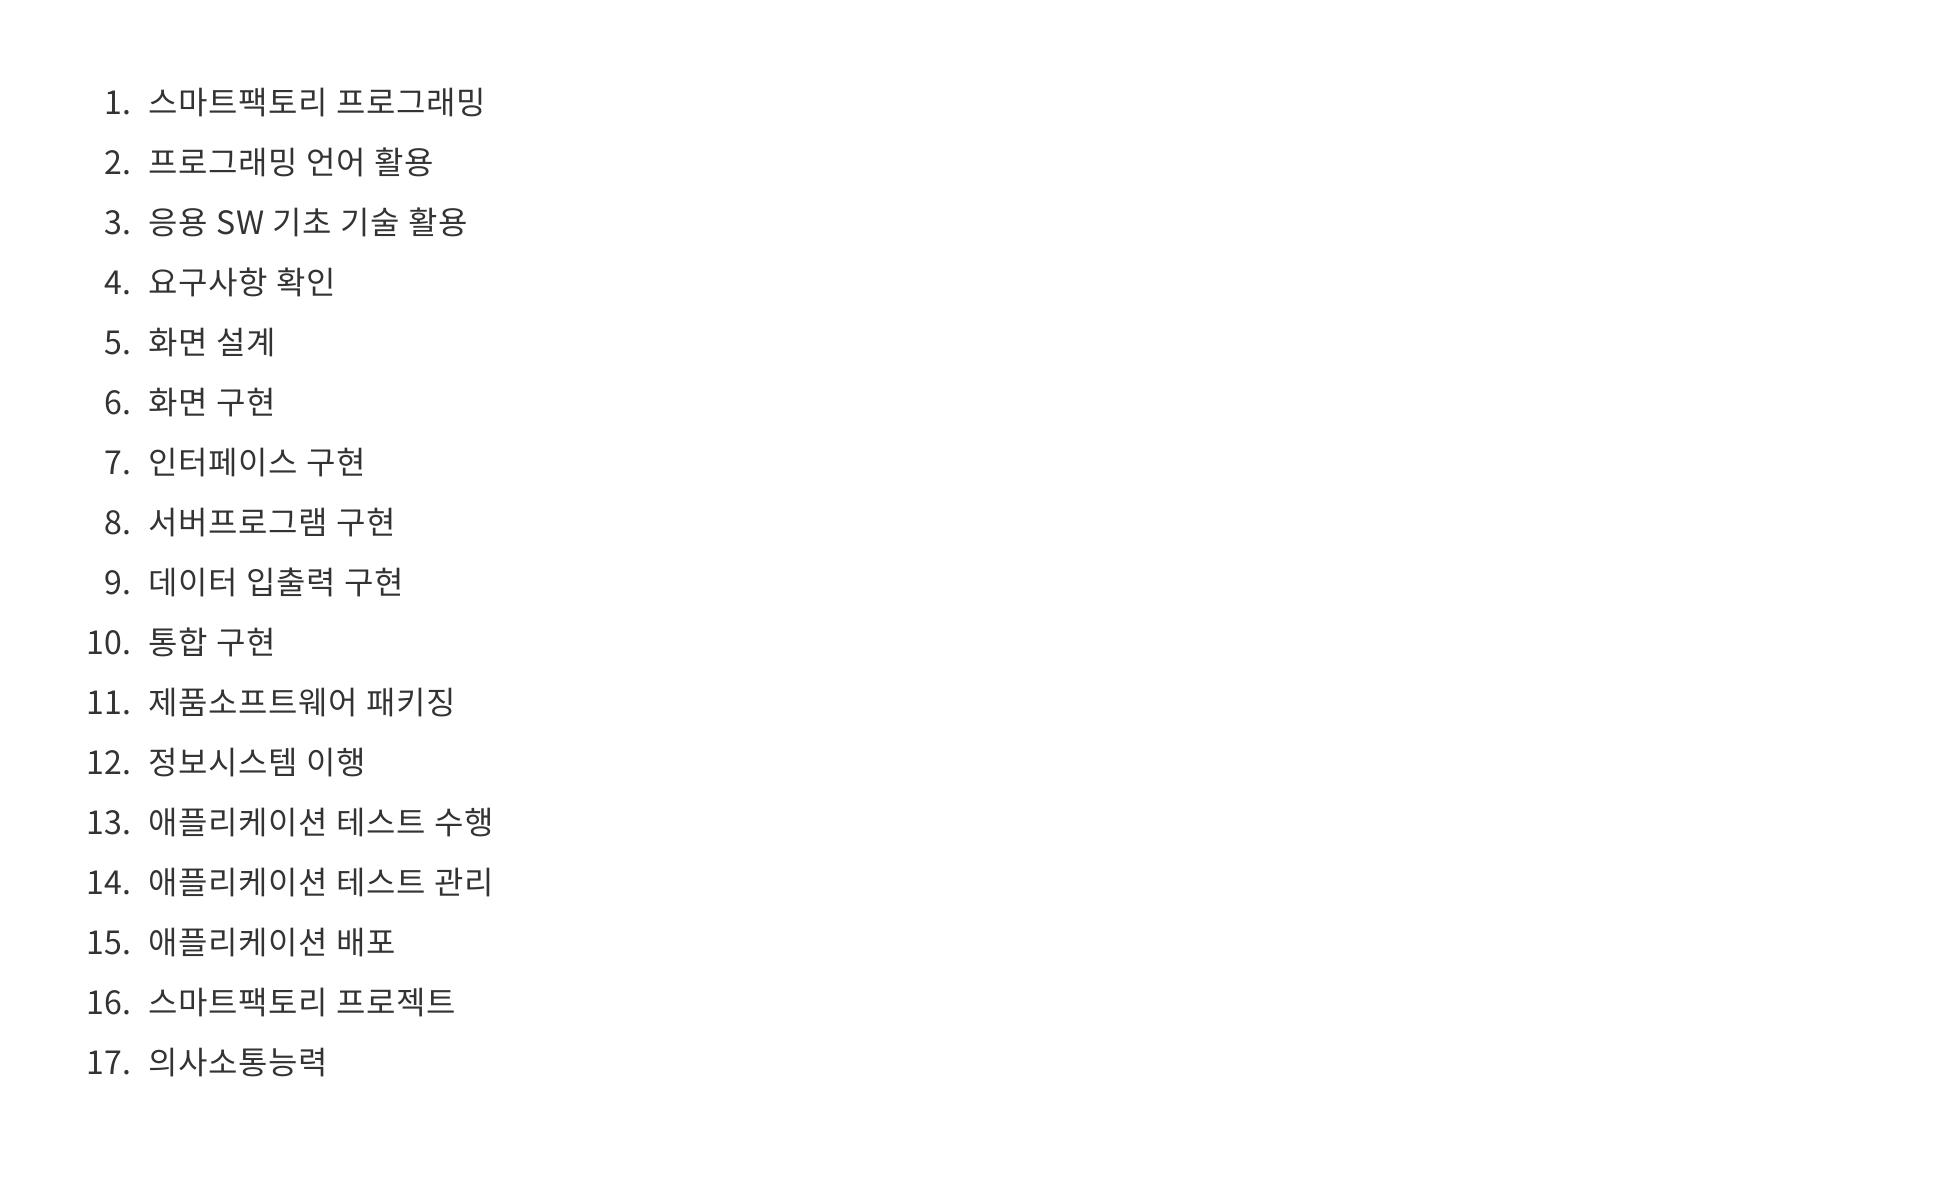 1. 스마트팩토리 프로그래밍
2. 프로그래밍 언어 활용
3. 응용 SW 기초 기술 활용
4. 요구사항 확인
5. 화면 설계
6. 화면 구현
7. 인터페이스 구현
8. 서버프로그램 구현
9. 데이터 입출력 구현
10. 통합 구현
11. 제품소프트웨어 패키징
12. 정보시스템 이행
13. 애플리케이션 테스트 수행
14. 애플리케이션 테스트 관리
15. 애플리케이션 배포
16. 스마트팩토리 프로젝트
17. 의사소통능력